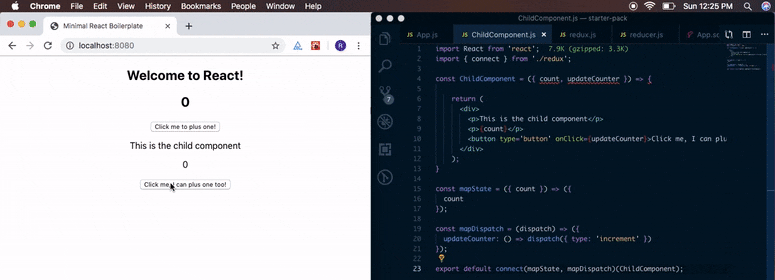 Chrome File Edit View History Bookmarks People Window Help
Sun 12:25 PM
Minimal React Boilerplate
localhost:8080
R
Welcome to React!
0
Click me to plus one!
This is the child component
0
Click me, I can plus one too!
ChildComponent.js — starter-pack
JS App.js JS ChildComponent.js JS redux.js JS reducer.js
7
1 import React from 'react'; 7.9K (gzipped: 3.3K)
2 import { connect } from './redux';
3
4 const ChildComponent = ({ count, updateCounter }) => {
5
6 return (
7 <div>
8 <p>This is the child component</p>
9 <p>{count}</p>
10 <button type='button' onClick={updateCounter}>Click me, I can plu
11 </div>
12 );
13 }
14
15 const mapState = ({ count }) => ({
16 count
17 });
18
19 const mapDispatch = (dispatch) => ({
20 updateCounter: () => dispatch({ type: 'increment' })
21 });
22
23 export default connect(mapState, mapDispatch)(ChildComponent);